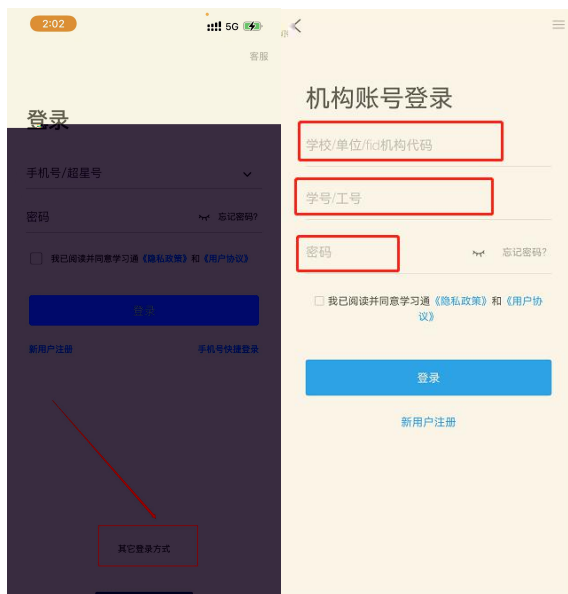 2:02
5G
客服
登录
手机号/超星号
密码
忘记密码?
我已阅读并同意学习通《隐私政策》和《用户协议》
登录
新用户注册
手机号快捷登录
其它登录方式
机构账号登录
学校/单位/fid机构代码
学号/工号
密码
忘记密码?
我已阅读并同意学习通《隐私政策》和《用户协
议》
登录
新用户注册